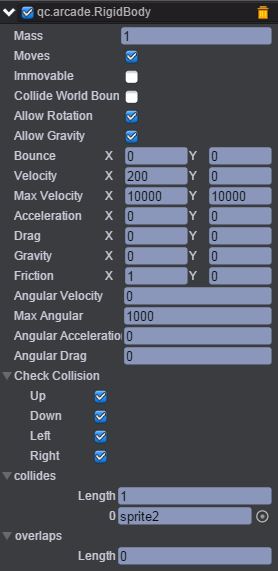 qc.arcade.RigidBody
Mass 1
Moves
Immovable
Collide World Boun
Allow Rotation
Allow Gravity
Bounce X 0 Y 0
Velocity X 200 Y 0
Max Velocity X 10000 Y 10000
Acceleration X 0 Y 0
Drag X 0 Y 0
Gravity X 0 Y 0
Friction X 1 Y 0
Angular Velocity 0
Max Angular 1000
Angular Acceleratio 0
Angular Drag 0
Check Collision
Up
Down
Left
Right
collides
Length 1
0 sprite2
overlaps
Length 0